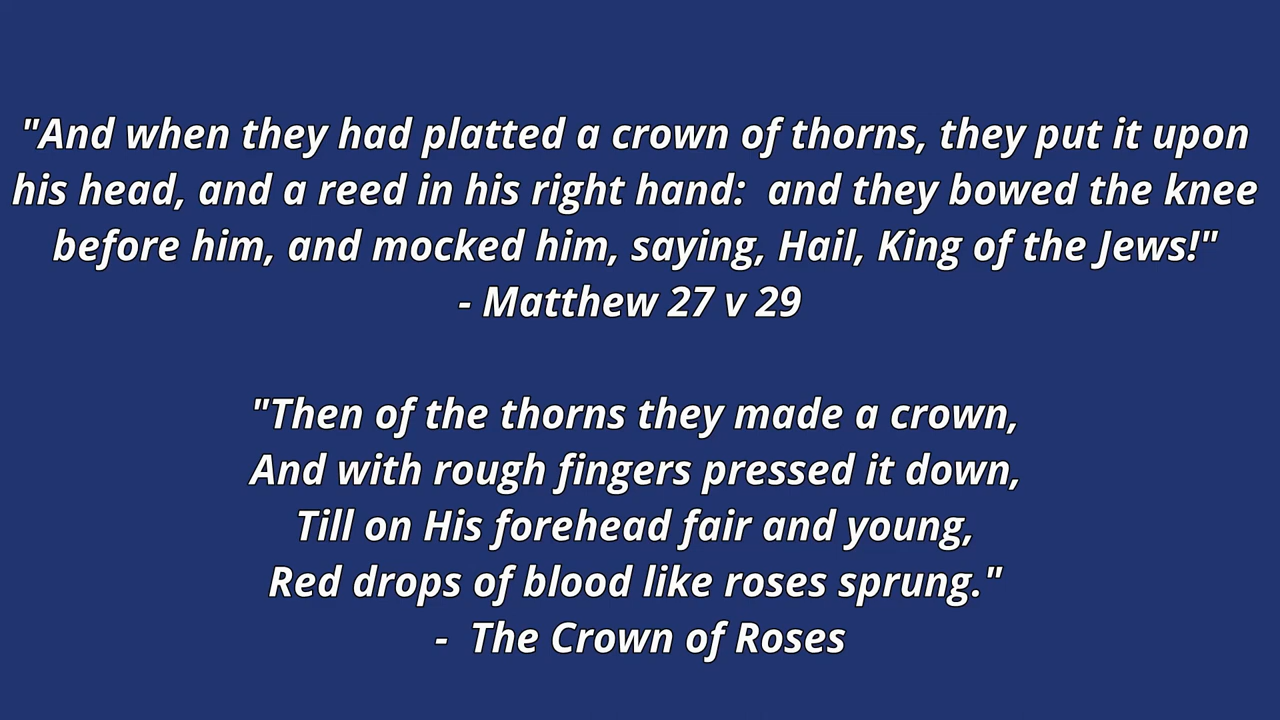 "And when they had platted a crown of thorns, they put it upon
his head, and a reed in his right hand:  and they bowed the knee
before him, and mocked him, saying, Hail, King of the Jews!"
- Matthew 27 v 29
"Then of the thorns they made a crown,
And with rough fingers pressed it down,
Till on His forehead fair and young,
Red drops of blood like roses sprung."
-  The Crown of Roses